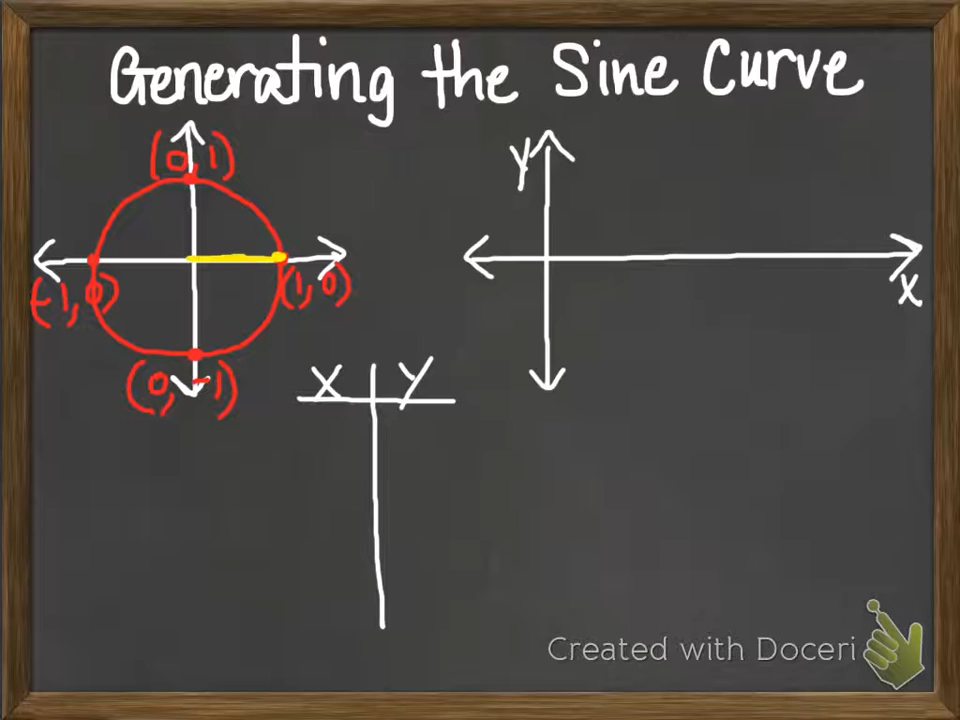 Generating the Sine Curve
(0,1)
y
(-1,0)
(1,0)
x
(0,-1)
X Y
Created with Doceri